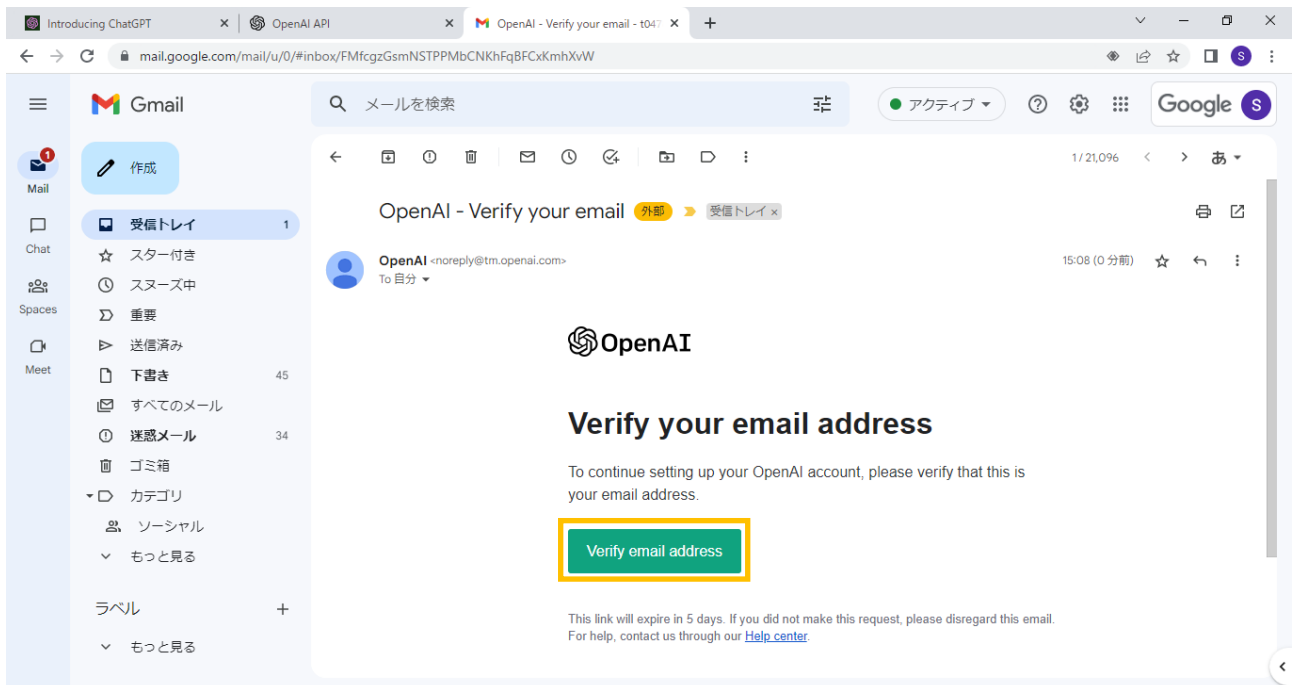 Introducing ChatGPT
OpenAI API
OpenAI - Verify your email - t047
mail.google.com/mail/u/0/#inbox/FMfcgzGsmNSTPPMbCNKhFqBFCxKmhXvW
S
Gmail
メールを検索
アクティブ
Google
S
1
Mail
Chat
Spaces
Meet
作成
受信トレイ 1
スター付き
スヌーズ中
重要
送信済み
下書き 45
すべてのメール
迷惑メール 34
ゴミ箱
カテゴリ
ソーシャル
もっと見る
ラベル
もっと見る
1/21,096
あ
OpenAI - Verify your email 外部 受信トレイ ×
OpenAI <noreply@tm.openai.com>
15:08 (0 分前)
To 自分
OpenAI
Verify your email address
To continue setting up your OpenAI account, please verify that this is
your email address.
Verify email address
This link will expire in 5 days. If you did not make this request, please disregard this email.
For help, contact us through our Help center.